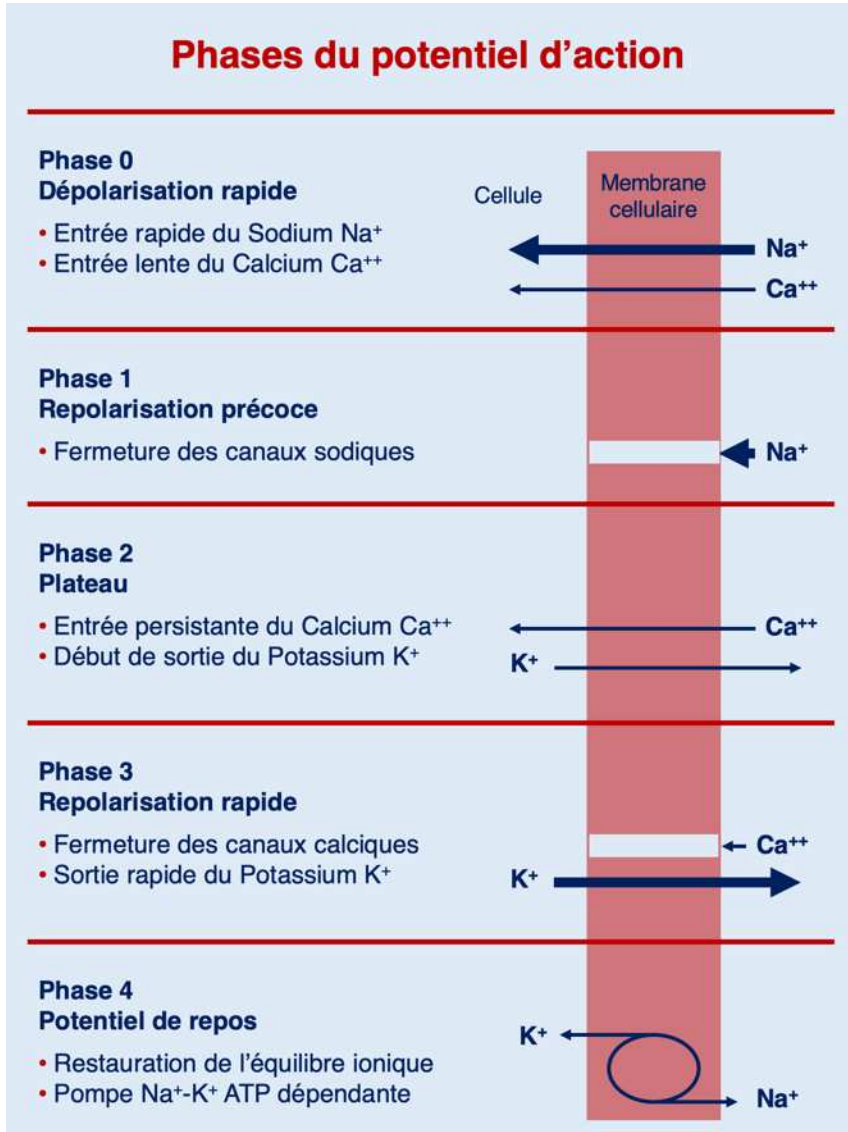 Phases du potentiel d’action
Phase 0
Dépolarisation rapide
• Entrée rapide du Sodium Na⁺
• Entrée lente du Calcium Ca⁺⁺
Cellule
Membrane
cellulaire
Na⁺
Ca⁺⁺
Phase 1
Repolarisation précoce
• Fermeture des canaux sodiques
Na⁺
Phase 2
Plateau
• Entrée persistante du Calcium Ca⁺⁺
• Début de sortie du Potassium K⁺
Ca⁺⁺
K⁺
Phase 3
Repolarisation rapide
• Fermeture des canaux calciques
• Sortie rapide du Potassium K⁺
Ca⁺⁺
K⁺
Phase 4
Potentiel de repos
• Restauration de l’équilibre ionique
• Pompe Na⁺-K⁺ ATP dépendante
K⁺
Na⁺